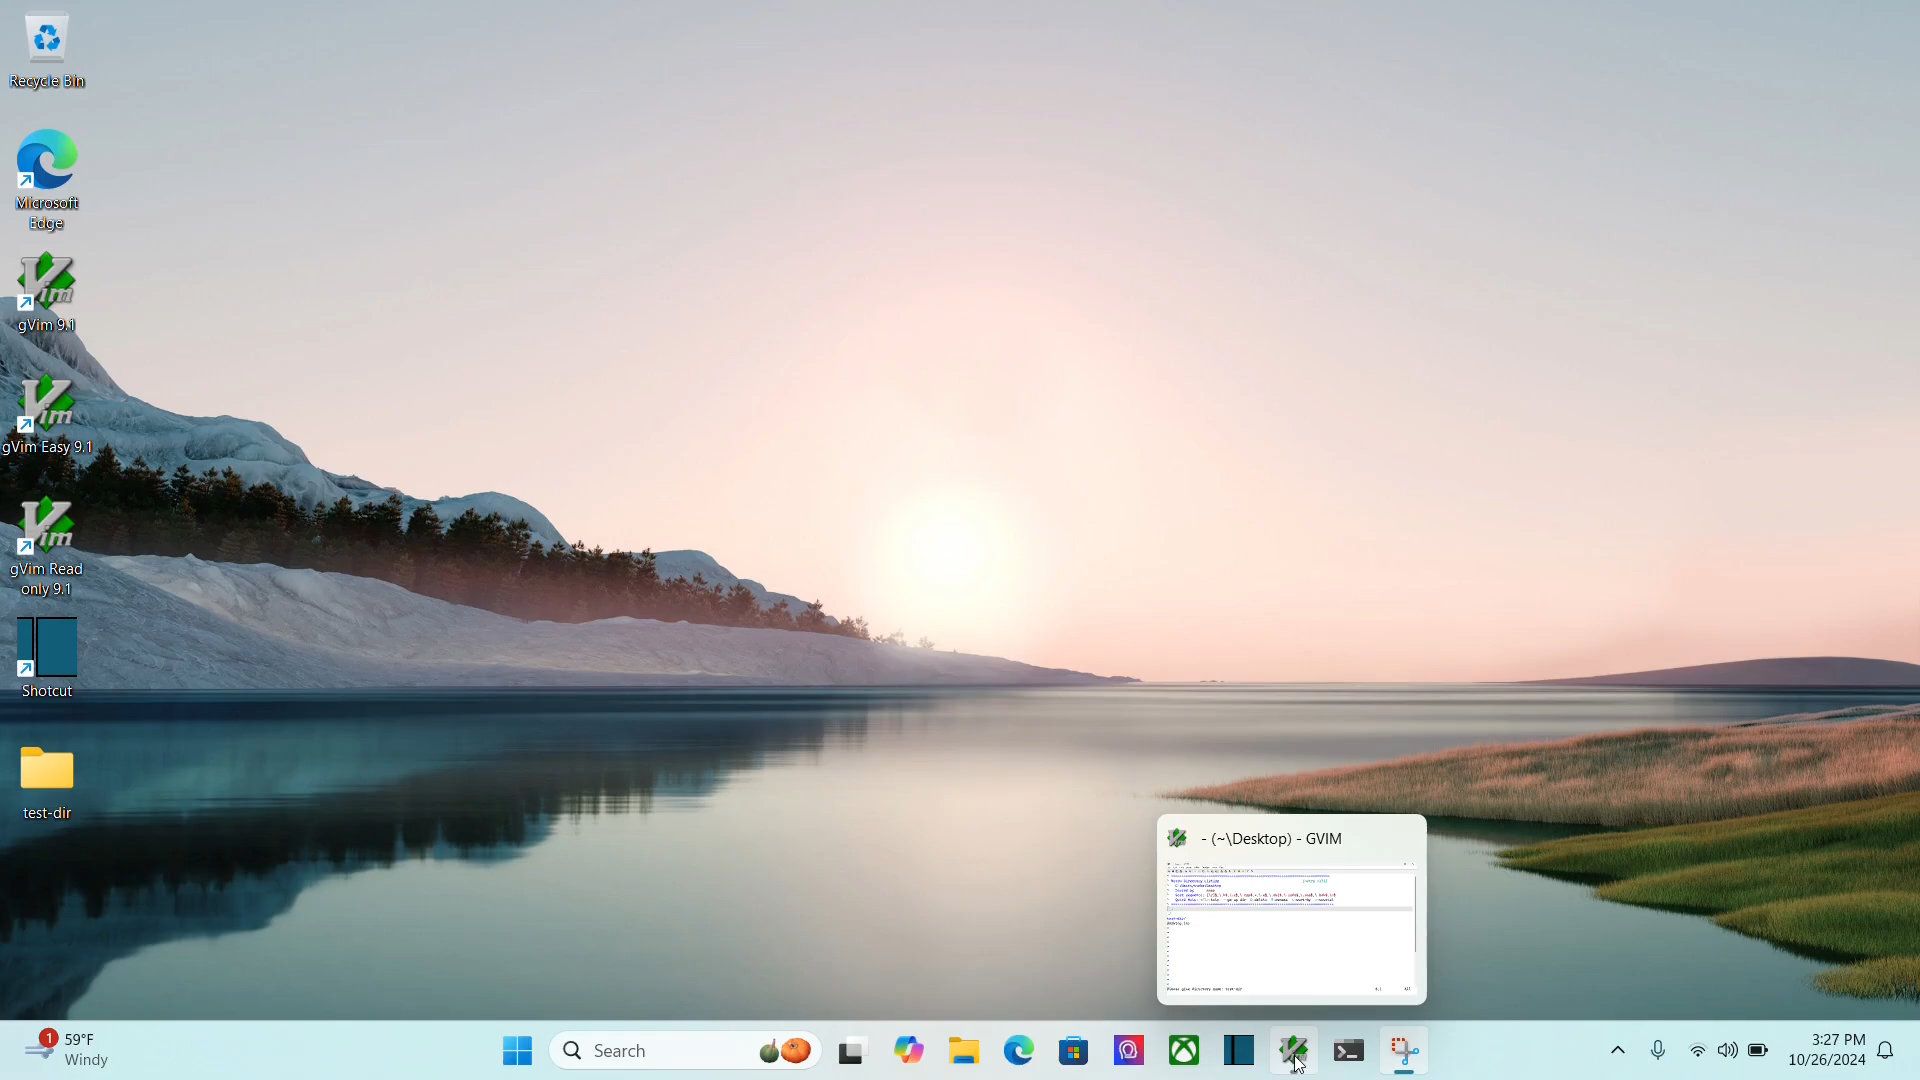 Recycle Bin
Microsoft
Edge
gVim 9.1
gVim Easy 9.1
gVim Read
only 9.1
Shotcut
test-dir
- (~\Desktop) - GVIM
1
59°F
Windy
Search
3:27 PM
10/26/2024